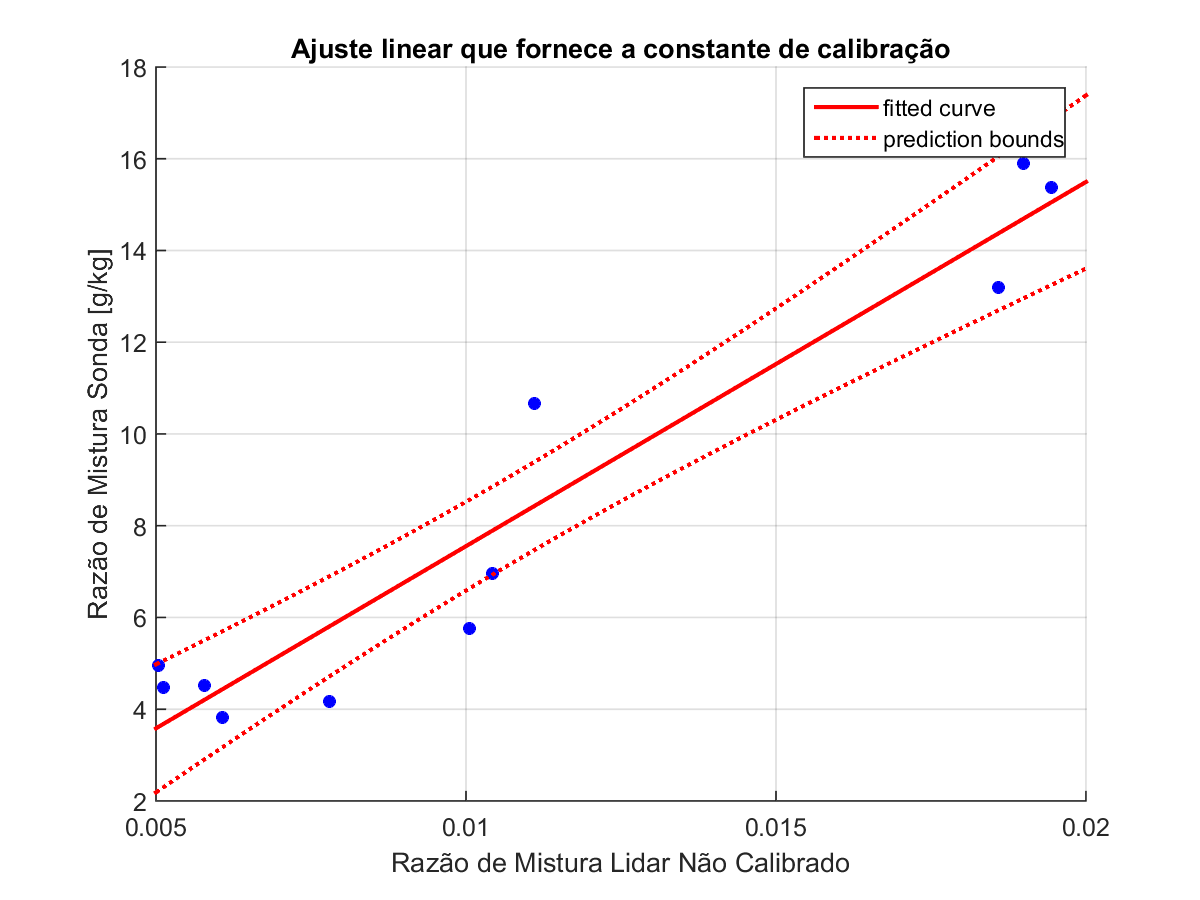 Ajuste linear que fornece a constante de calibração
fitted curve
prediction bounds
Razão de Mistura Sonda [g/kg]
18
16
14
12
10
8
6
4
2
0.005
0.01
0.015
0.02
Razão de Mistura Lidar Não Calibrado